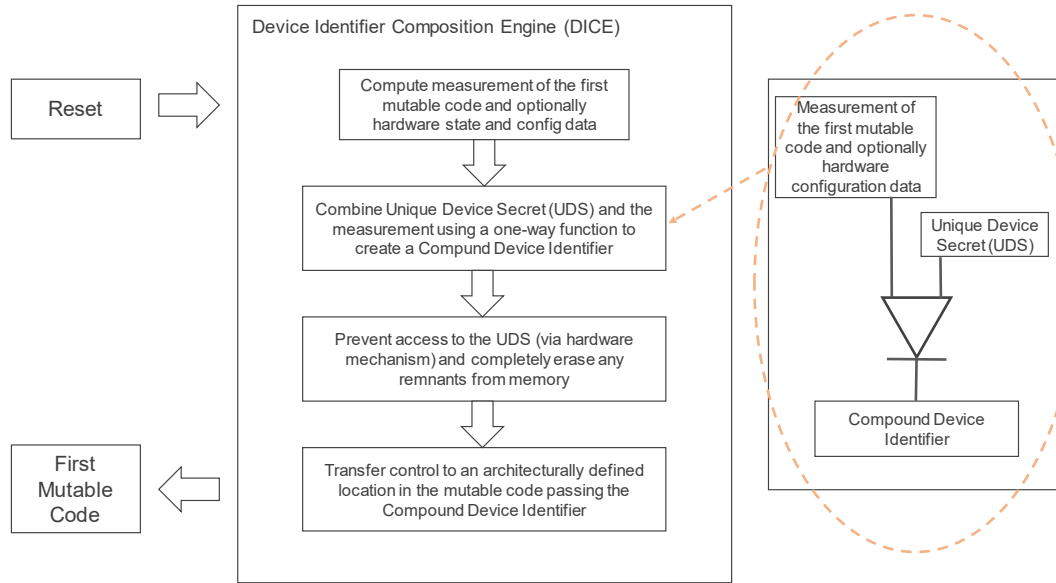 Device Identifier Composition Engine (DICE)
Reset
Compute measurement of the first
mutable code and optionally
hardware state and config data
Combine Unique Device Secret (UDS) and the
measurement using a one-way function to
create a Compund Device Identifier
Prevent access to the UDS (via hardware
mechanism) and completely erase any
remnants from memory
Transfer control to an architecturally defined
location in the mutable code passing the
Compound Device Identifier
First
Mutable
Code
Measurement of
the first mutable
code and optionally
hardware
configuration data
Unique Device
Secret (UDS)
Compound Device
Identifier